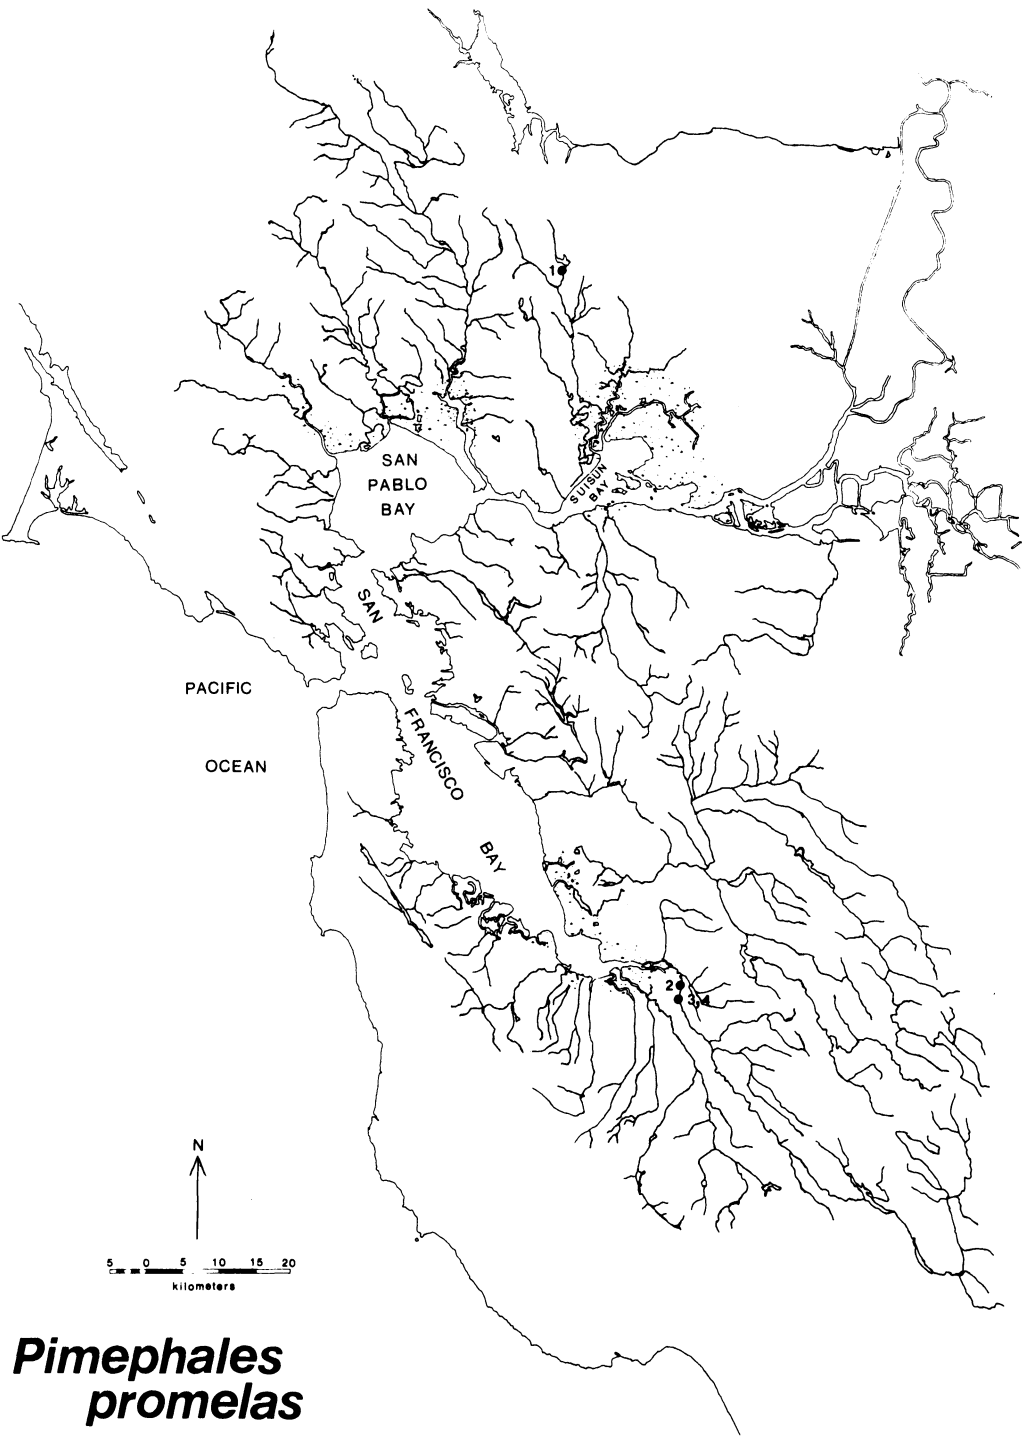 1
SAN
PABLO
BAY
SUISUN
BAY
SAN
FRANCISCO
BAY
PACIFIC
OCEAN
2
3,4
N
5 0 5 10 15 20
kilometers
Pimephales
promelas